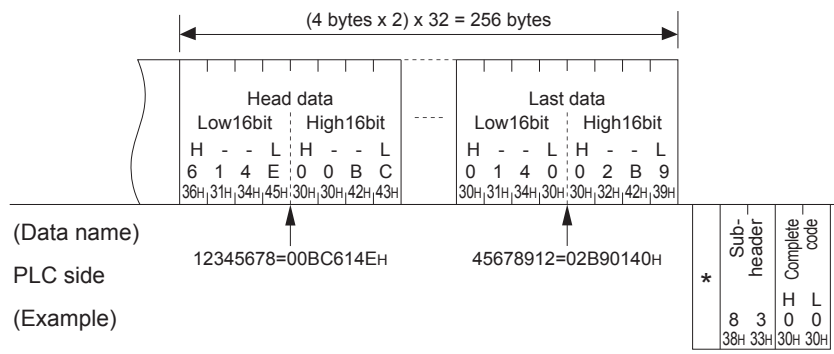 (4 bytes x 2) x 32 = 256 bytes
Head data
Last data
Low16bit High16bit
Low16bit High16bit
H - - L H - - L
H - - L H - - L
6 1 4 E 0 0 B C
0 1 4 0 0 2 B 9
36H 31H 34H 45H 30H 30H 42H 43H
30H 31H 34H 30H 30H 32H 42H 39H
(Data name)
12345678=00BC614EH
45678912=02B90140H
PLC side
(Example)
*
Sub-
header
8 3
38H 33H
Complete
code
H L
0 0
30H 30H